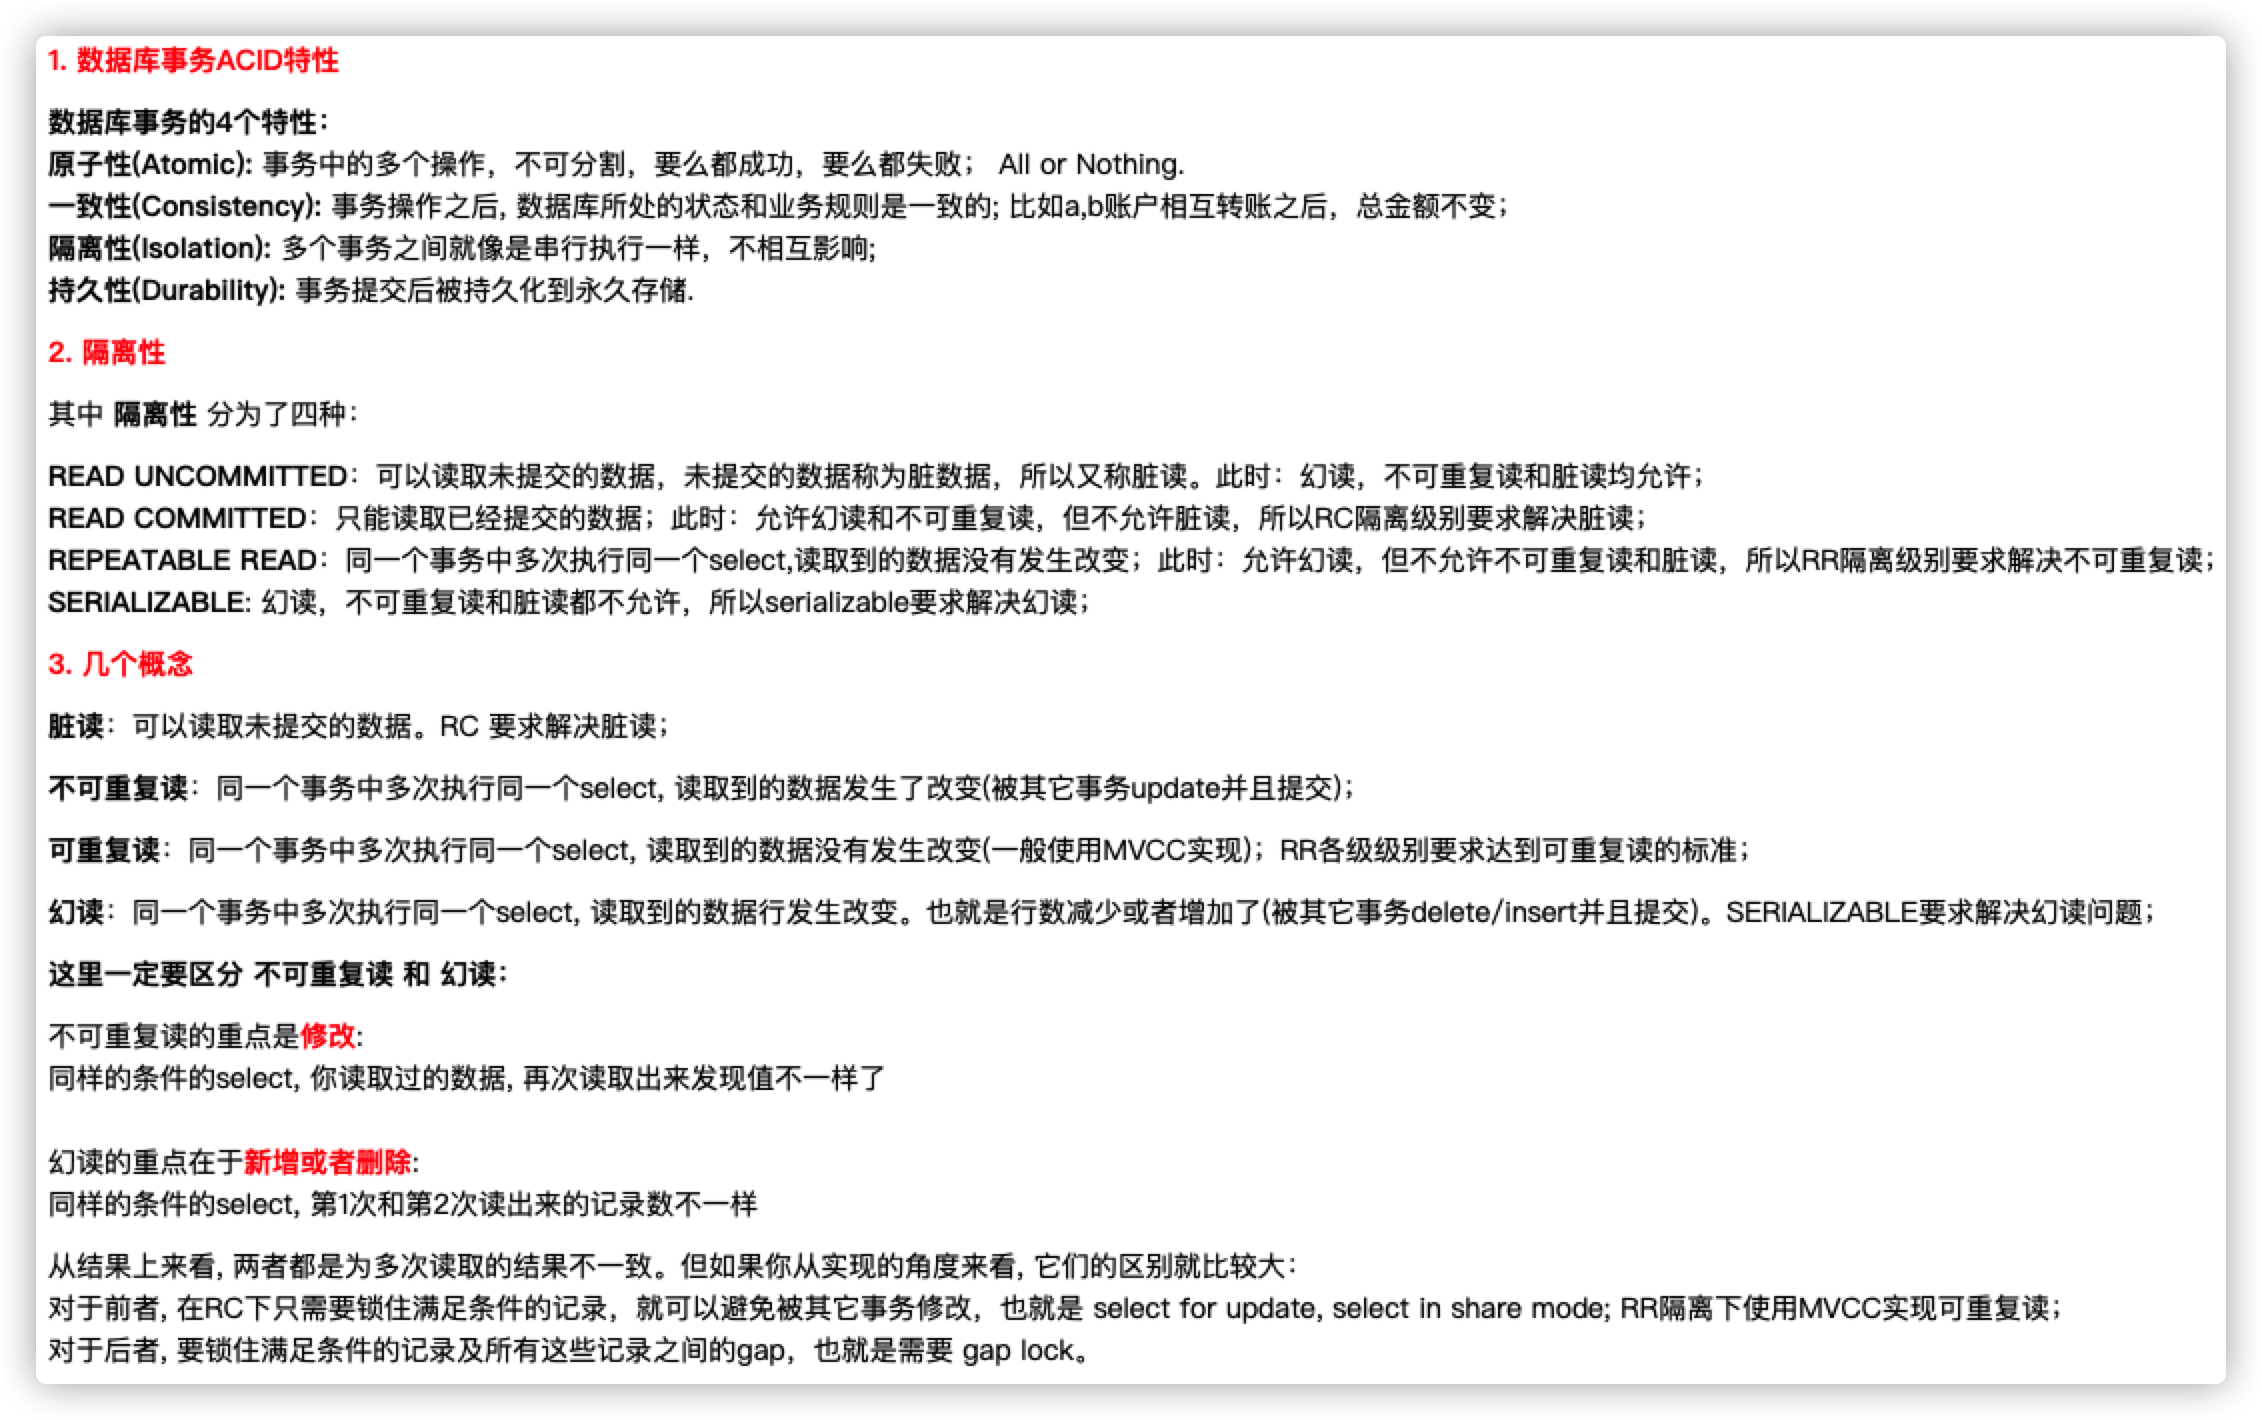 1. 数据库事务ACID特性
数据库事务的4个特性：
原子性(Atomic): 事务中的多个操作，不可分割，要么都成功，要么都失败； All or Nothing.
一致性(Consistency): 事务操作之后, 数据库所处的状态和业务规则是一致的; 比如a,b账户相互转账之后，总金额不变；
隔离性(Isolation): 多个事务之间就像是串行执行一样，不相互影响;
持久性(Durability): 事务提交后被持久化到永久存储.
2. 隔离性
其中 隔离性 分为了四种：
READ UNCOMMITTED：可以读取未提交的数据，未提交的数据称为脏数据，所以又称脏读。此时：幻读，不可重复读和脏读均允许；
READ COMMITTED：只能读取已经提交的数据；此时：允许幻读和不可重复读，但不允许脏读，所以RC隔离级别要求解决脏读；
REPEATABLE READ：同一个事务中多次执行同一个select,读取到的数据没有发生改变；此时：允许幻读，但不允许不可重复读和脏读，所以RR隔离级别要求解决不可重复读；
SERIALIZABLE: 幻读，不可重复读和脏读都不允许，所以serializable要求解决幻读；
3. 几个概念
脏读：可以读取未提交的数据。RC 要求解决脏读；
不可重复读：同一个事务中多次执行同一个select, 读取到的数据发生了改变(被其它事务update并且提交)；
可重复读：同一个事务中多次执行同一个select, 读取到的数据没有发生改变(一般使用MVCC实现)；RR各级级别要求达到可重复读的标准；
幻读：同一个事务中多次执行同一个select, 读取到的数据行发生改变。也就是行数减少或者增加了(被其它事务delete/insert并且提交)。SERIALIZABLE要求解决幻读问题；
这里一定要区分 不可重复读 和 幻读：
不可重复读的重点是修改:
同样的条件的select, 你读取过的数据, 再次读取出来发现值不一样了
幻读的重点在于新增或者删除:
同样的条件的select, 第1次和第2次读出来的记录数不一样
从结果上来看, 两者都是为多次读取的结果不一致。但如果你从实现的角度来看, 它们的区别就比较大：
对于前者, 在RC下只需要锁住满足条件的记录，就可以避免被其它事务修改，也就是 select for update, select in share mode; RR隔离下使用MVCC实现可重复读；
对于后者, 要锁住满足条件的记录及所有这些记录之间的gap，也就是需要 gap lock。